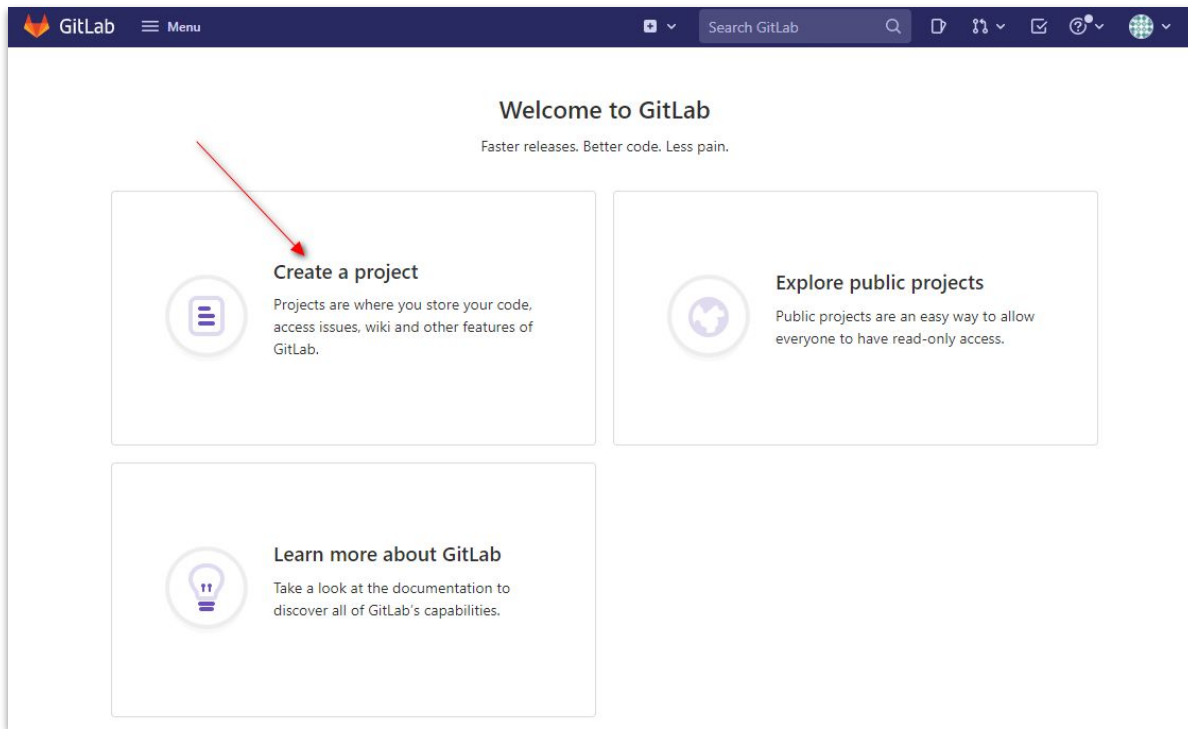 GitLab Menu Search GitLab
Welcome to GitLab
Faster releases. Better code. Less pain.
Create a project
Projects are where you store your code,
access issues, wiki and other features of
GitLab.
Explore public projects
Public projects are an easy way to allow
everyone to have read-only access.
Learn more about GitLab
Take a look at the documentation to
discover all of GitLab's capabilities.